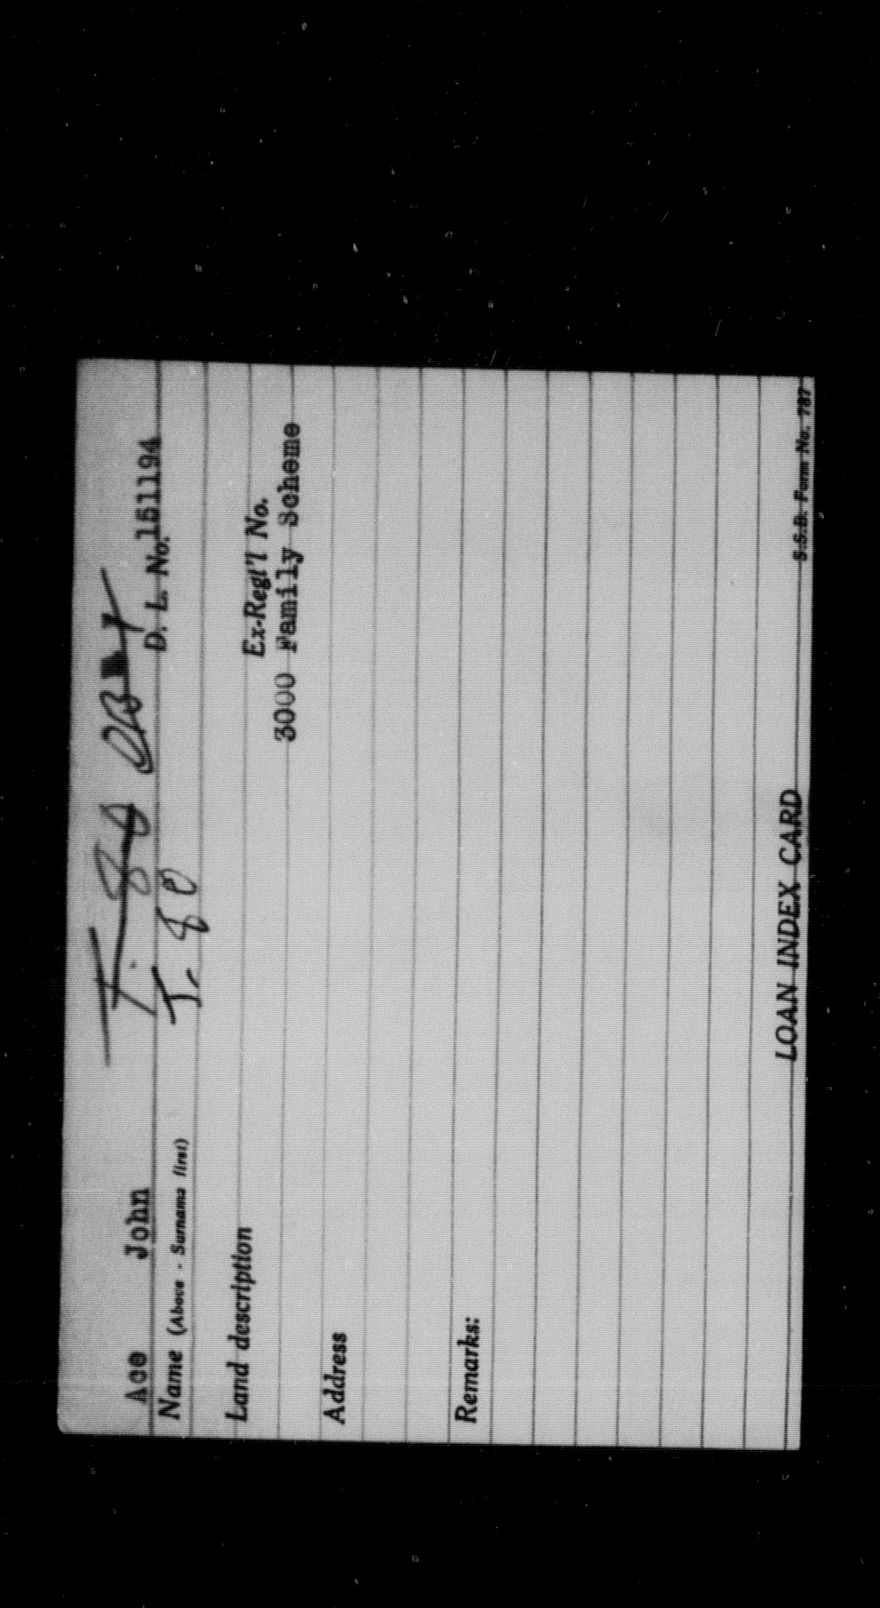 T. 80
Ace John D. L. No. 151194
T. 80
Name (Above - Surname first)
Land description Ex-Regt'l No.
3000 Family Scheme
Address
Remarks:
LOAN INDEX CARD S.S.B. Form No. 787